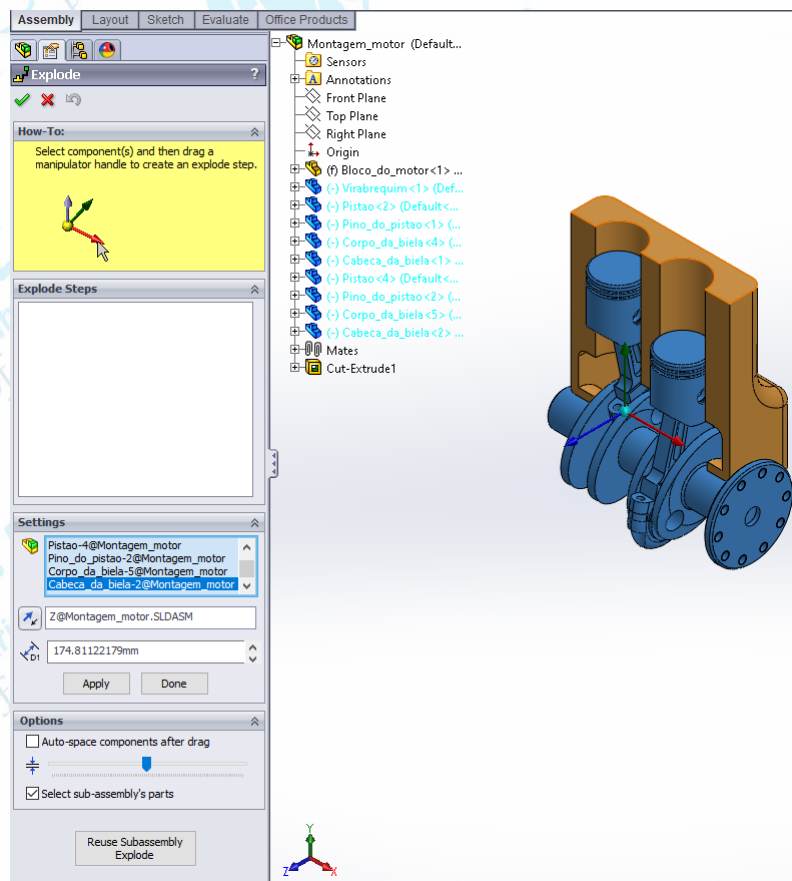 Assembly Layout Sketch Evaluate Office Products
Explode ?
How-To:
Select component(s) and then drag a
manipulator handle to create an explode step.
Explode Steps
Settings
Pistao-4@Montagem_motor
Pino_do_pistao-2@Montagem_motor
Corpo_da_biela-5@Montagem_motor
Cabeca_da_biela-2@Montagem_motor
Z@Montagem_motor.SLDASM
D1
174.81122179mm
Apply Done
Options
Auto-space components after drag
Select sub-assembly's parts
Reuse Subassembly
Explode
Montagem_motor (Default...
Sensors
A Annotations
Front Plane
Top Plane
Right Plane
Origin
(f) Bloco_do_motor<1> ...
(-) Virabrequim<1> (Def...
(-) Pistao<2> (Default<...
(-) Pino_do_pistao<1> (...
(-) Corpo_da_biela<4> (...
(-) Cabeca_da_biela<1> ...
(-) Pistao<4> (Default<...
(-) Pino_do_pistao<2> (...
(-) Corpo_da_biela<5> (...
(-) Cabeca_da_biela<2> ...
Mates
Cut-Extrude1
Y
Z X